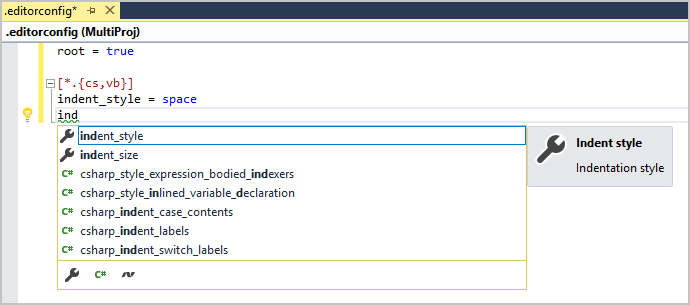 .editorconfig*
.editorconfig (MultiProj)
root = true
[*.{cs,vb}]
indent_style = space
ind
indent_style
indent_size
C# csharp_style_expression_bodied_indexers
C# csharp_style_inlined_variable_declaration
C# csharp_indent_case_contents
C# csharp_indent_labels
C# csharp_indent_switch_labels
C#
Indent style
Indentation style